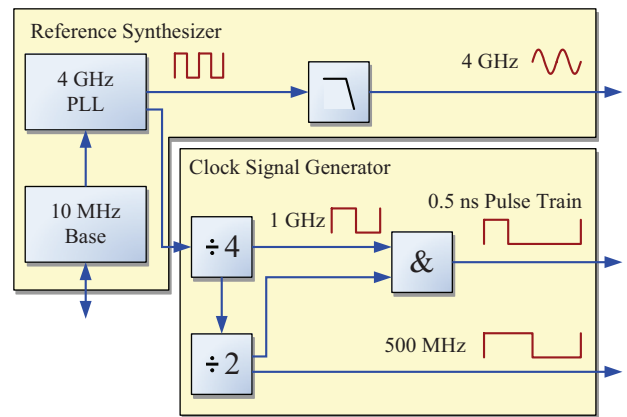 Reference Synthesizer
4 GHz
PLL
4 GHz
10 MHz
Base
Clock Signal Generator
÷4
1 GHz
&
0.5 ns Pulse Train
÷2
500 MHz